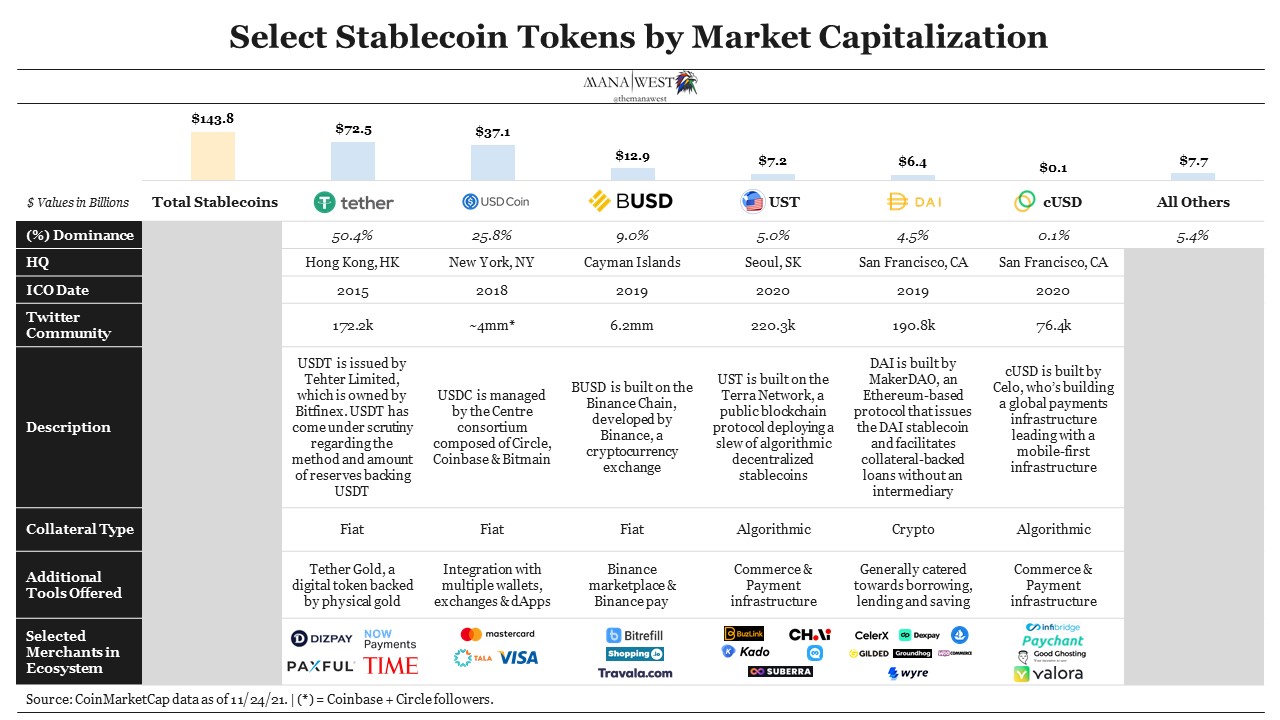 Select Stablecoin Tokens by Market Capitalization
MANA WEST
@themanawest
$143.8
$72.5
$37.1
$12.9
$7.2
$6.4
$0.1
$7.7
$ Values in Billions
Total Stablecoins
tether
USD Coin
BUSD
UST
DAI
cUSD
All Others
(%) Dominance
50.4%
25.8%
9.0%
5.0%
4.5%
0.1%
5.4%
HQ
Hong Kong, HK
New York, NY
Cayman Islands
Seoul, SK
San Francisco, CA
San Francisco, CA
ICO Date
2015
2018
2019
2020
2019
2020
Twitter
Community
172.2k
~4mm*
6.2mm
220.3k
190.8k
76.4k
Description
USDT is issued by
Tehter Limited,
which is owned by
Bitfinex. USDT has
come under scrutiny
regarding the
method and amount
of reserves backing
USDT
USDC is managed
by the Centre
consortium
composed of Circle,
Coinbase & Bitmain
BUSD is built on the
Binance Chain,
developed by
Binance, a
cryptocurrency
exchange
UST is built on the
Terra Network, a
public blockchain
protocol deploying a
slew of algorithmic
decentralized
stablecoins
DAI is built by
MakerDAO, an
Ethereum-based
protocol that issues
the DAI stablecoin
and facilitates
collateral-backed
loans without an
intermediary
cUSD is built by
Celo, who's building
a global payments
infrastructure
leading with a
mobile-first
infrastructure
Collateral Type
Fiat
Fiat
Fiat
Algorithmic
Crypto
Algorithmic
Additional
Tools Offered
Tether Gold, a
digital token backed
by physical gold
Integration with
multiple wallets,
exchanges & dApps
Binance
marketplace &
Binance pay
Commerce &
Payment
infrastructure
Generally catered
towards borrowing,
lending and saving
Commerce &
Payment
infrastructure
Selected
Merchants in
Ecosystem
DIZPAY
NOW
Payments
PAXFUL
TIME
mastercard
TALA
VISA
Bitrefill
Shopping.io
Travala.com
BuzLink
CHAI
Kado
SUBERRA
CelerX
Dexpay
GILDED
Groundhog
WOO COMMERCE
wyre
infibridge
Paychant
Good Ghosting
valora
Source: CoinMarketCap data as of 11/24/21. | (*) = Coinbase + Circle followers.